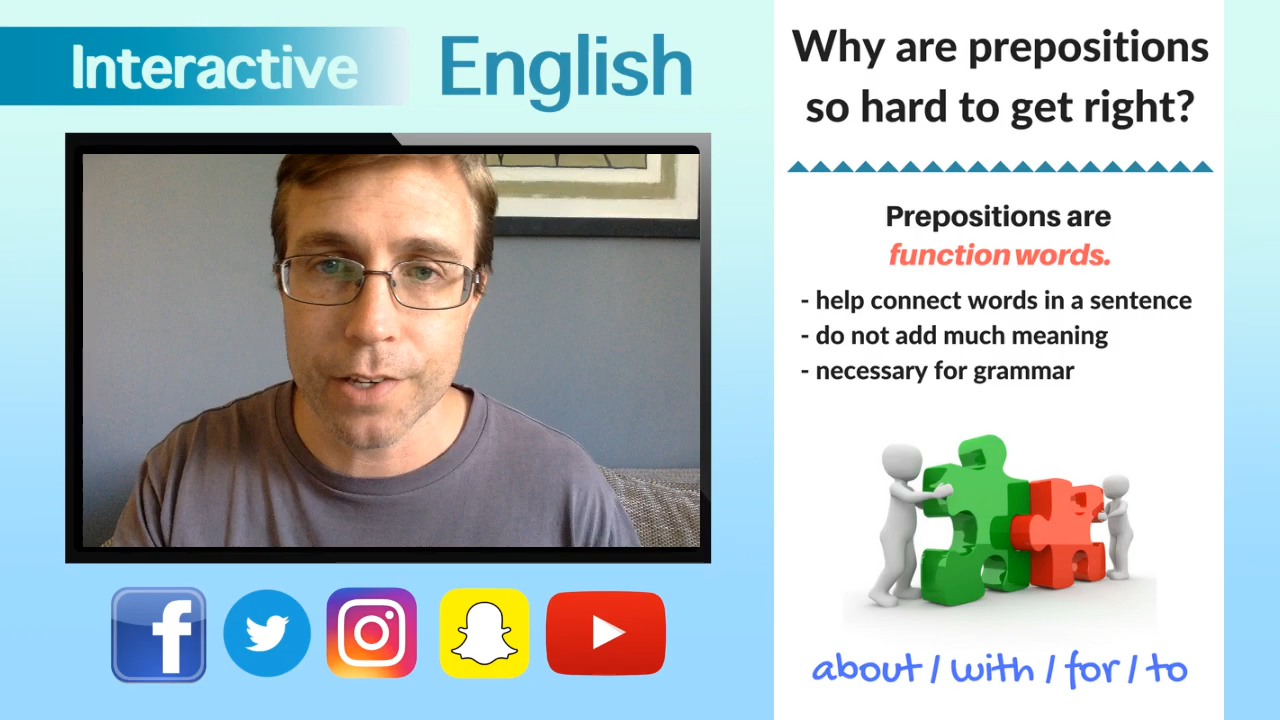 Interactive English
Why are prepositions
so hard to get right?
Prepositions are
function words.
- help connect words in a sentence
- do not add much meaning
- necessary for grammar
about / with / for / to